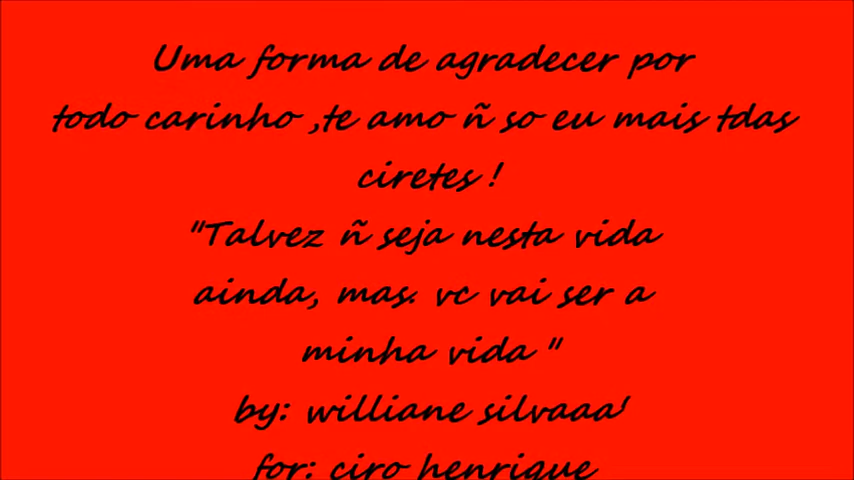 Uma forma de agradecer por
todo carinho ,te amo ñ so eu mais tdas
ciretes !
"Talvez ñ seja nesta vida
ainda, mas. vc vai ser a
minha vida "
by: williane silvaaa'
for: ciro henrique